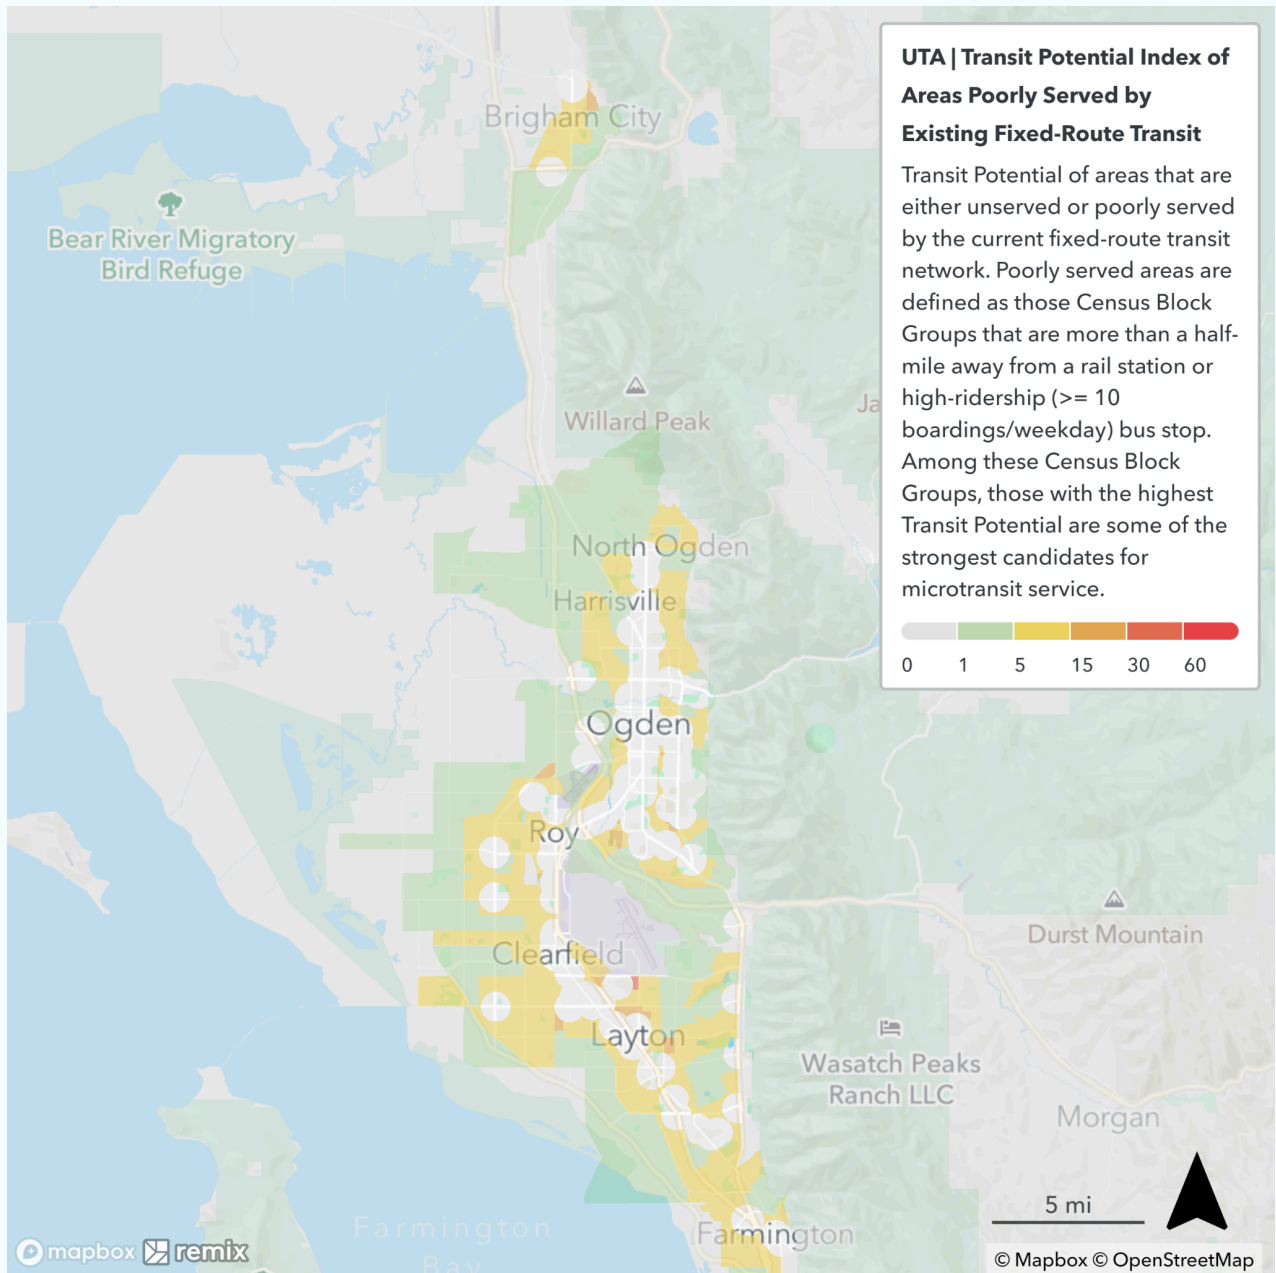 UTA | Transit Potential Index of
Areas Poorly Served by
Existing Fixed-Route Transit
Transit Potential of areas that are
either unserved or poorly served
by the current fixed-route transit
network. Poorly served areas are
defined as those Census Block
Groups that are more than a half-
mile away from a rail station or
high-ridership (>= 10
boardings/weekday) bus stop.
Among these Census Block
Groups, those with the highest
Transit Potential are some of the
strongest candidates for
microtransit service.
0 1 5 15 30 60
Brigham City
Bear River Migratory
Bird Refuge
Willard Peak
Ja
North Ogden
Harrisville
Ogden
Roy
Clearfield
Durst Mountain
Layton
Wasatch Peaks
Ranch LLC
Morgan
5 mi
Farmington
Bay
Farmington
mapbox remix
© Mapbox © OpenStreetMap